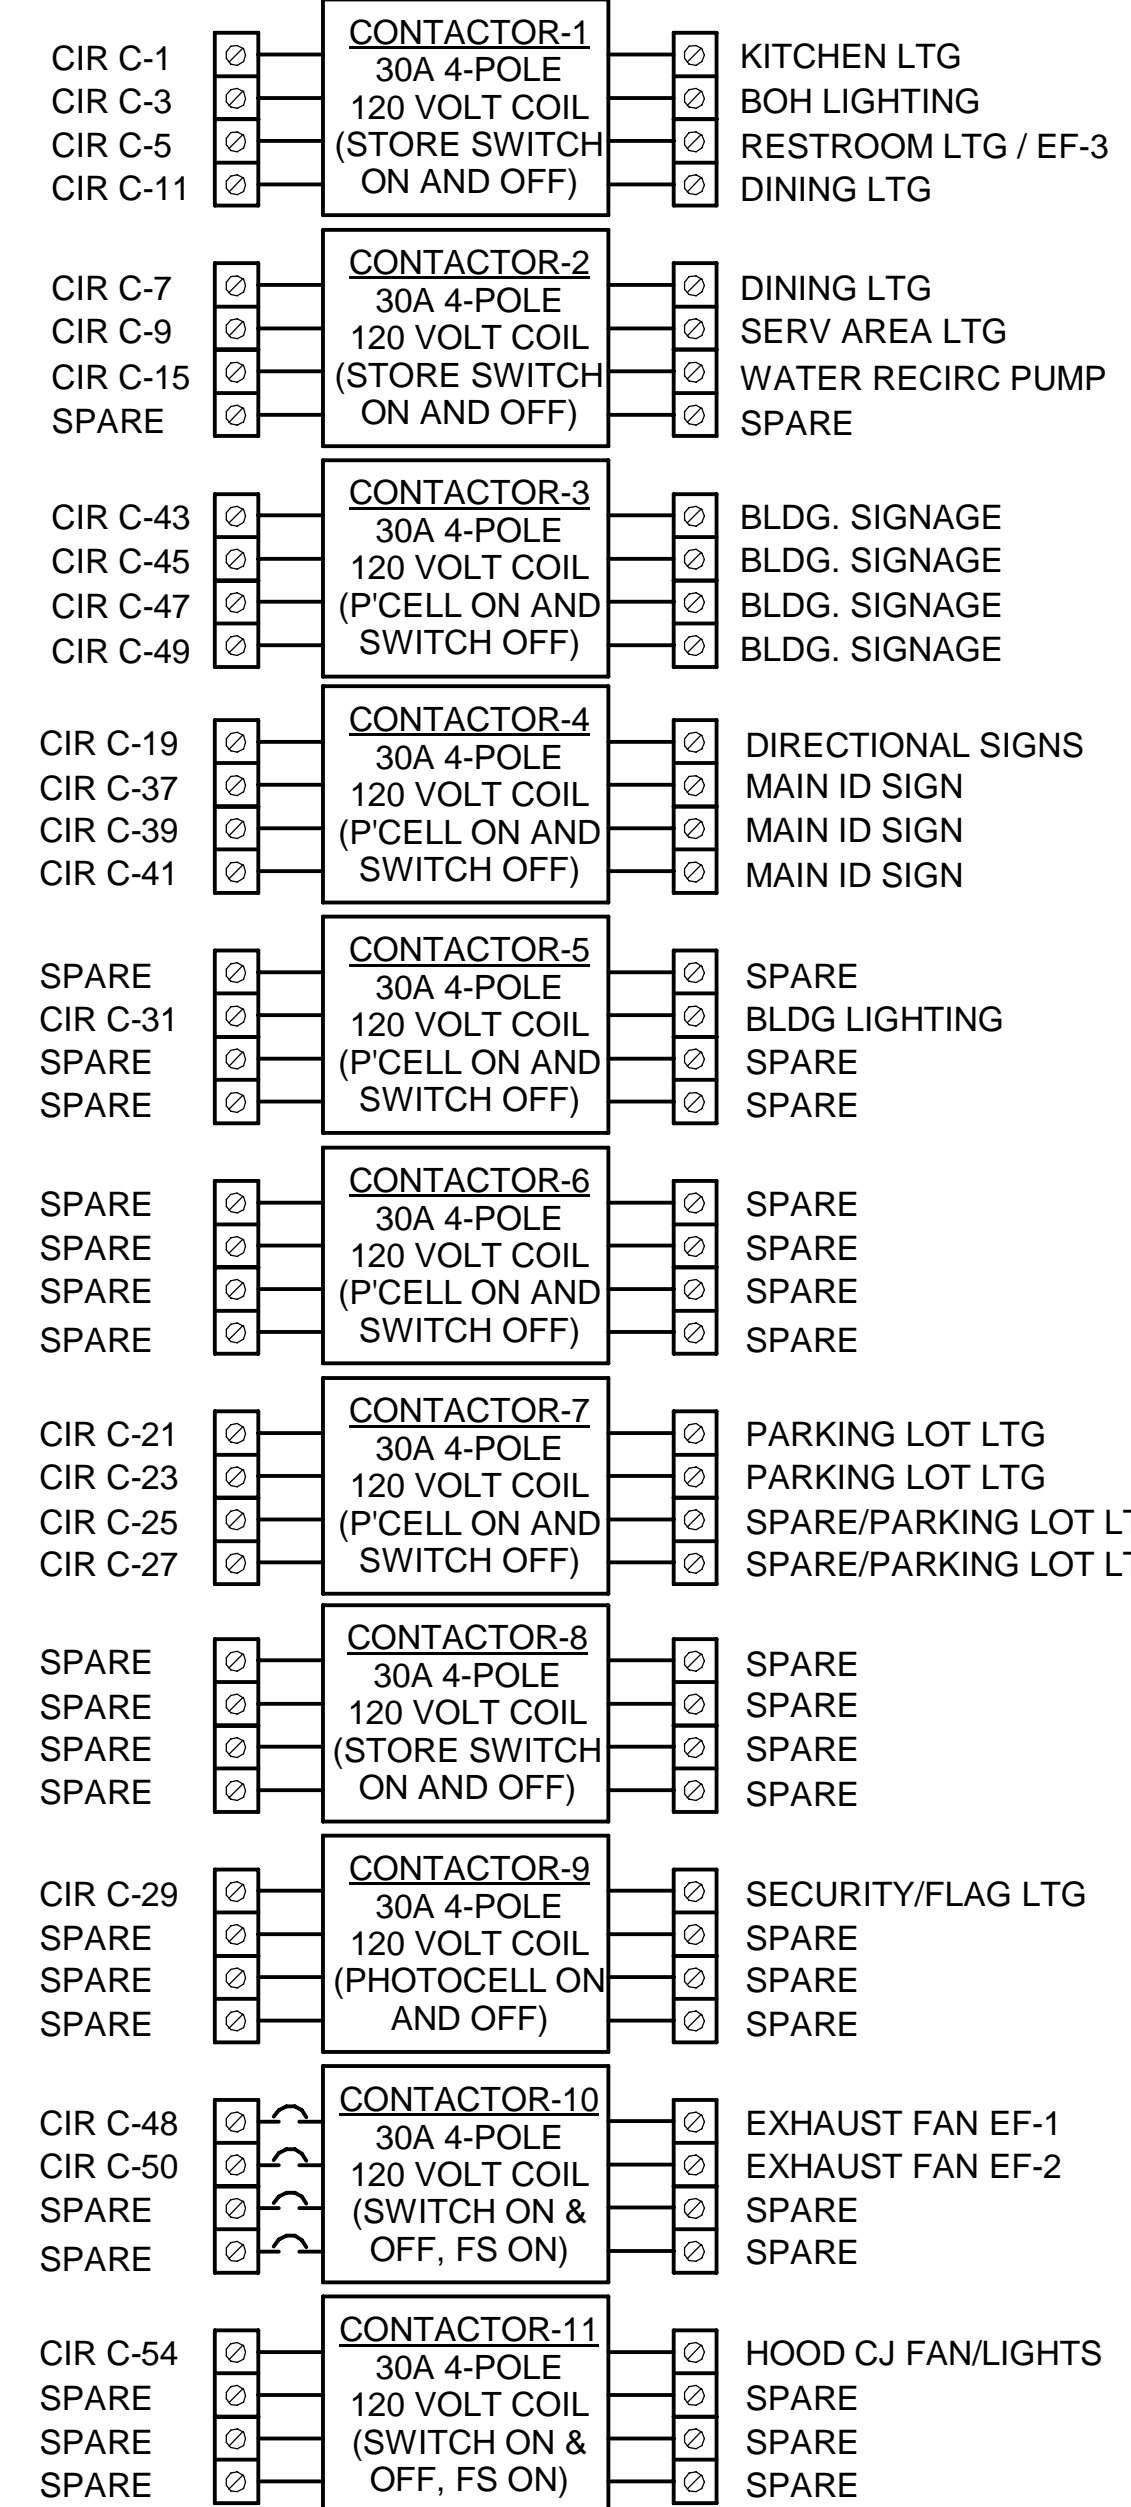 CIR C-1
CIR C-3
CIR C-5
CIR C-11
CONTACTOR-1
30A 4-POLE
120 VOLT COIL
(STORE SWITCH
ON AND OFF)
KITCHEN LTG
BOH LIGHTING
RESTROOM LTG / EF-3
DINING LTG
CIR C-7
CIR C-9
CIR C-15
SPARE
CONTACTOR-2
30A 4-POLE
120 VOLT COIL
(STORE SWITCH
ON AND OFF)
DINING LTG
SERV AREA LTG
WATER RECIRC PUMP
SPARE
CIR C-43
CIR C-45
CIR C-47
CIR C-49
CONTACTOR-3
30A 4-POLE
120 VOLT COIL
(P'CELL ON AND
SWITCH OFF)
BLDG. SIGNAGE
BLDG. SIGNAGE
BLDG. SIGNAGE
BLDG. SIGNAGE
CIR C-19
CIR C-37
CIR C-39
CIR C-41
CONTACTOR-4
30A 4-POLE
120 VOLT COIL
(P'CELL ON AND
SWITCH OFF)
DIRECTIONAL SIGNS
MAIN ID SIGN
MAIN ID SIGN
MAIN ID SIGN
SPARE
CIR C-31
SPARE
SPARE
CONTACTOR-5
30A 4-POLE
120 VOLT COIL
(P'CELL ON AND
SWITCH OFF)
SPARE
BLDG LIGHTING
SPARE
SPARE
SPARE
SPARE
SPARE
SPARE
CONTACTOR-6
30A 4-POLE
120 VOLT COIL
(P'CELL ON AND
SWITCH OFF)
SPARE
SPARE
SPARE
SPARE
CIR C-21
CIR C-23
CIR C-25
CIR C-27
CONTACTOR-7
30A 4-POLE
120 VOLT COIL
(P'CELL ON AND
SWITCH OFF)
PARKING LOT LTG
PARKING LOT LTG
SPARE/PARKING LOT
SPARE/PARKING LOT
SPARE
SPARE
SPARE
SPARE
CONTACTOR-8
30A 4-POLE
120 VOLT COIL
(STORE SWITCH
ON AND OFF)
SPARE
SPARE
SPARE
SPARE
CIR C-29
SPARE
SPARE
SPARE
CONTACTOR-9
30A 4-POLE
120 VOLT COIL
(PHOTOCELL ON
AND OFF)
SECURITY/FLAG LTG
SPARE
SPARE
SPARE
CIR C-48
CIR C-50
SPARE
SPARE
CONTACTOR-10
30A 4-POLE
120 VOLT COIL
(SWITCH ON &
OFF, FS ON)
EXHAUST FAN EF-1
EXHAUST FAN EF-2
SPARE
SPARE
CIR C-54
SPARE
SPARE
SPARE
CONTACTOR-11
30A 4-POLE
120 VOLT COIL
(SWITCH ON &
OFF, FS ON)
HOOD CJ FAN/LIGHTS
SPARE
SPARE
SPARE